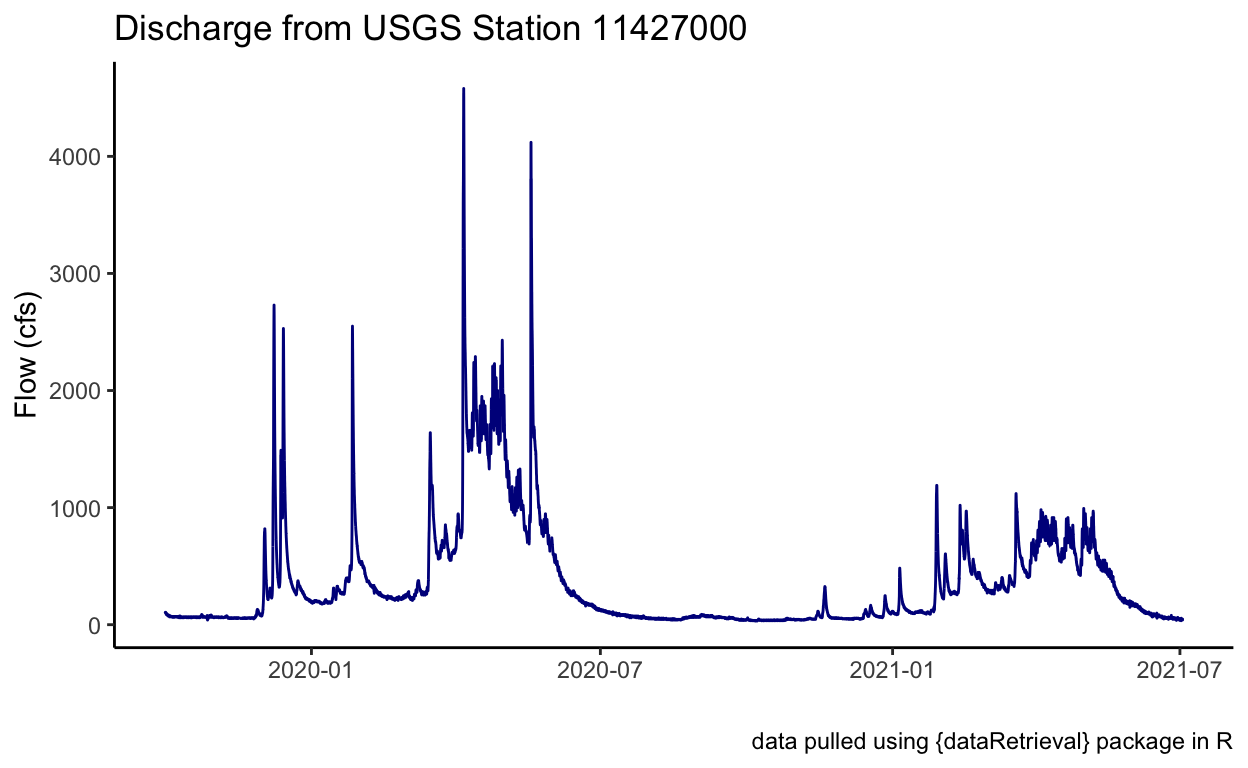 Discharge from USGS Station 11427000
Flow (cfs)
4000
3000
2000
1000
0
2020-01 2020-07 2021-01 2021-07
data pulled using {dataRetrieval} package in R